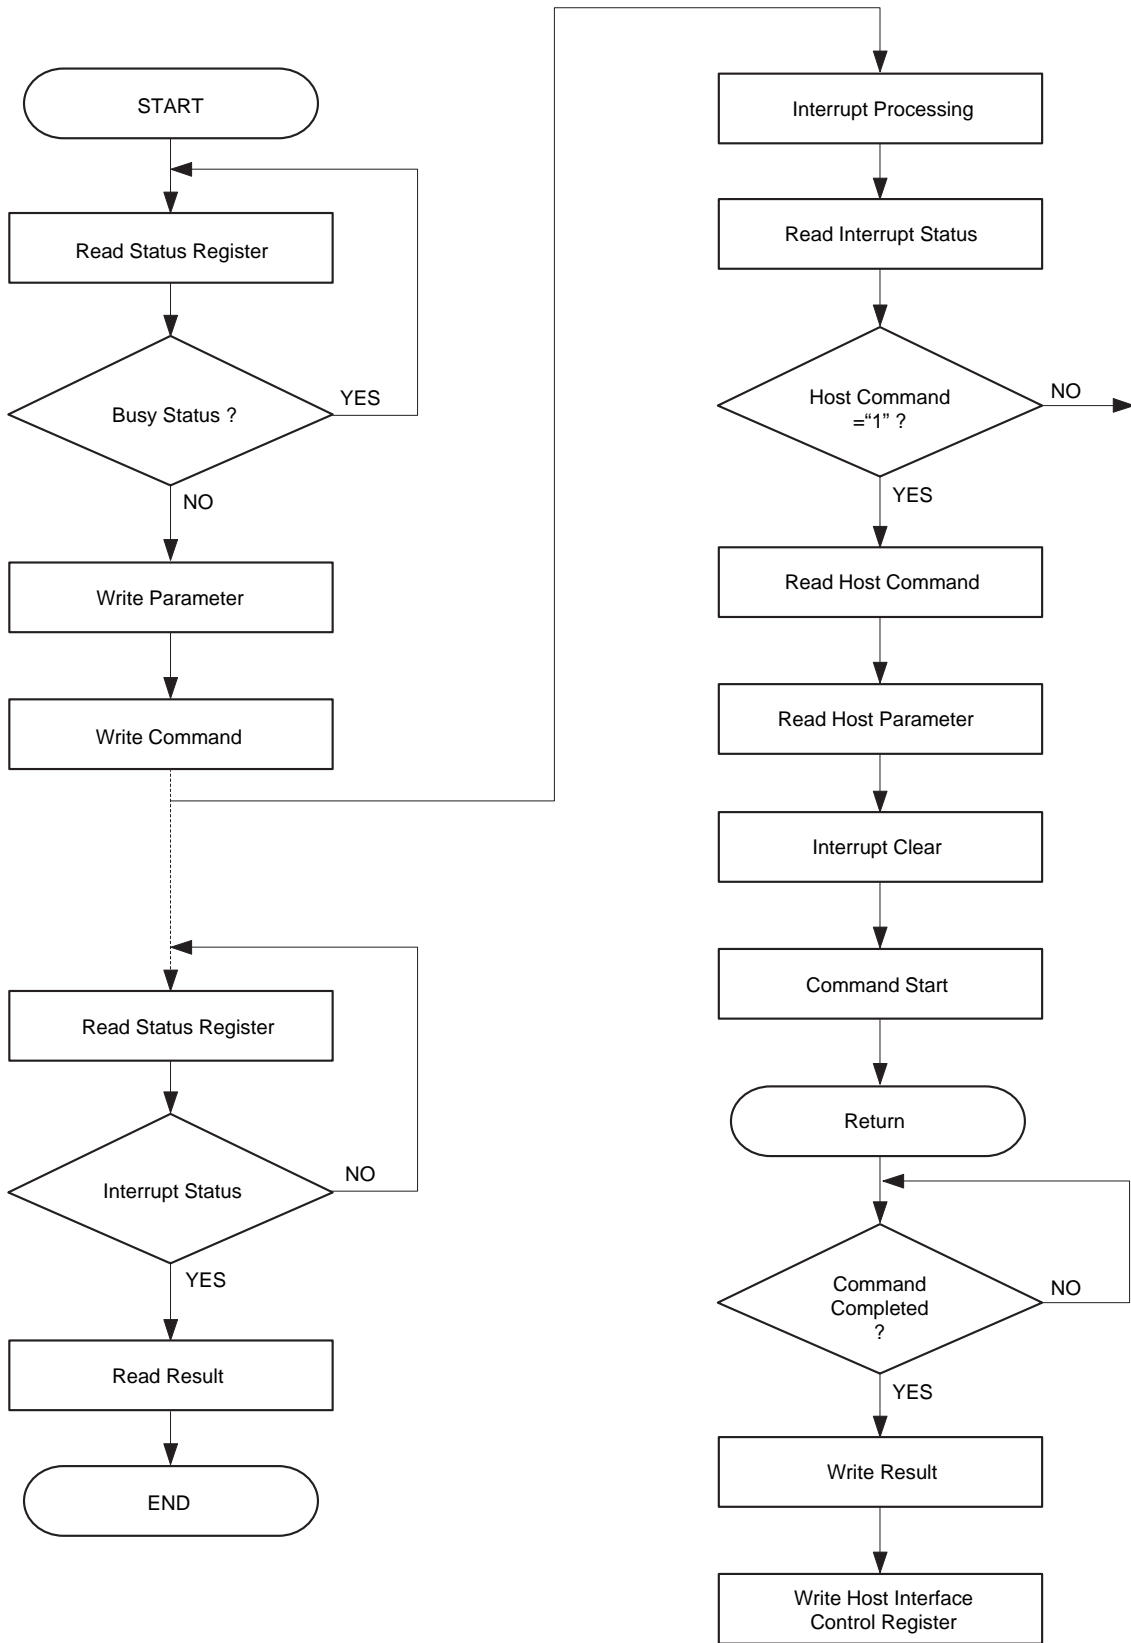 START
Read Status Register
Busy Status ?
YES
NO
Write Parameter
Write Command
Read Status Register
Interrupt Status
NO
YES
Read Result
END
Interrupt Processing
Read Interrupt Status
Host Command
=“1” ?
NO
YES
Read Host Command
Read Host Parameter
Interrupt Clear
Command Start
Return
Command
Completed
?
NO
YES
Write Result
Write Host Interface
Control Register